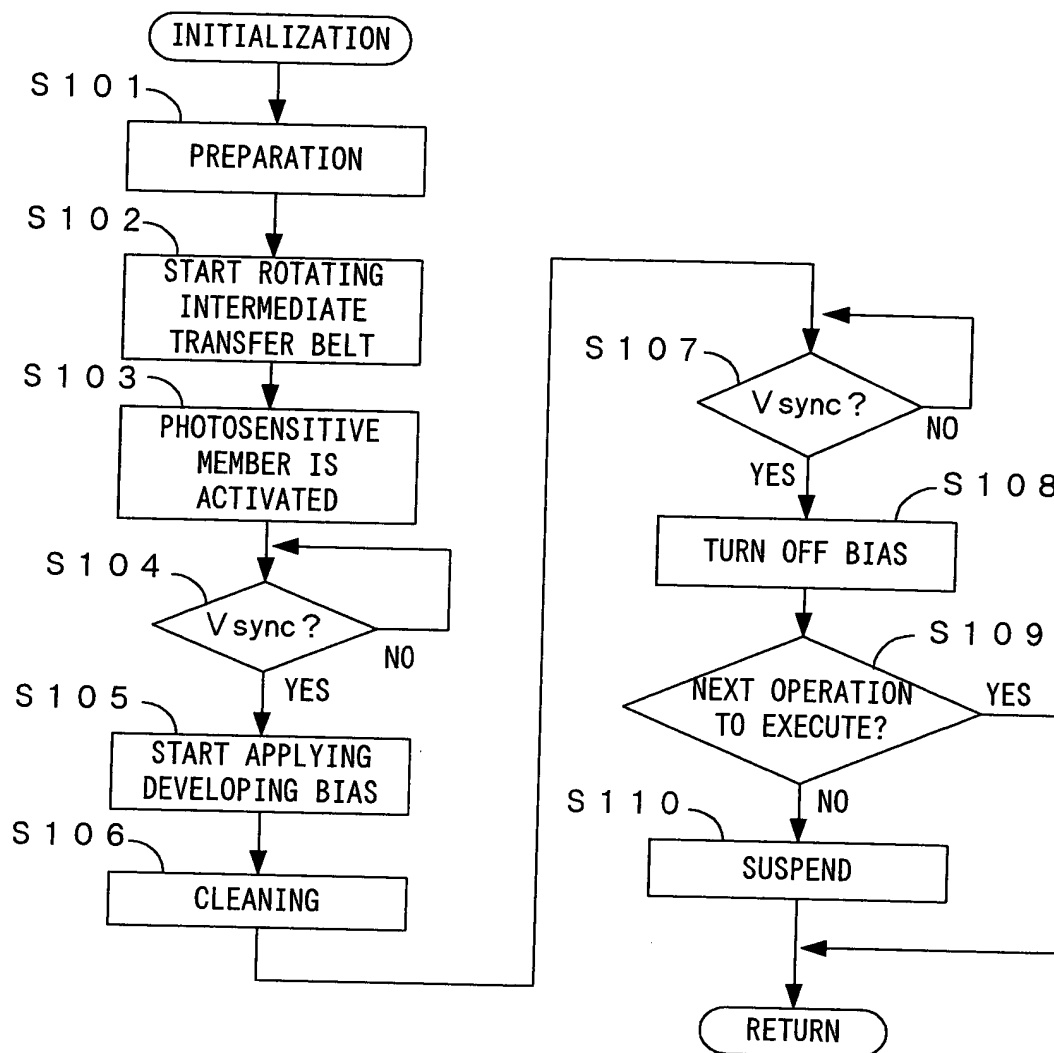 INITIALIZATION
S101
PREPARATION
S102
START ROTATING
INTERMEDIATE
TRANSFER BELT
S103
PHOTOSENSITIVE
MEMBER IS
ACTIVATED
S104
Vsync?
NO
YES
S105
START APPLYING
DEVELOPING BIAS
S106
CLEANING
S107
Vsync?
NO
YES
S108
TURN OFF BIAS
S109
NEXT OPERATION
TO EXECUTE?
YES
NO
S110
SUSPEND
RETURN